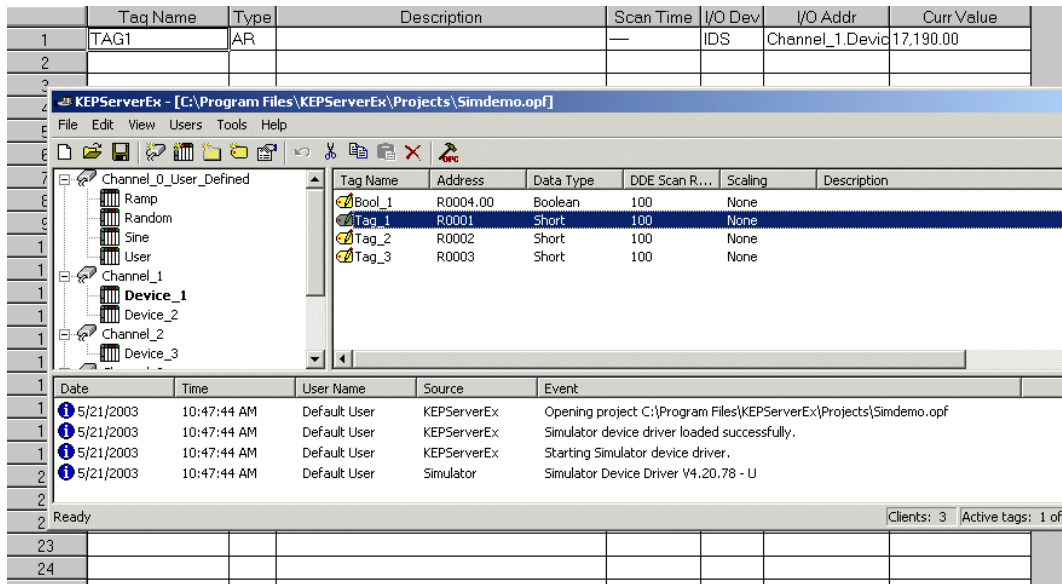 Tag Name Type Description Scan Time I/O Dev I/O Addr Curr Value
1 TAG1 AR — IDS Channel_1.Devic 17,190.00
2
3
KEPServerEx - [C:\Program Files\KEPServerEx\Projects\Simdemo.opf]
File Edit View Users Tools Help
OPC
Channel_0_User_Defined
Ramp
Random
Sine
User
Channel_1
Device_1
Device_2
Channel_2
Device_3
Tag Name Address Data Type DDE Scan R... Scaling Description
Bool_1 R0004.00 Boolean 100 None
Tag_1 R0001 Short 100 None
Tag_2 R0002 Short 100 None
Tag_3 R0003 Short 100 None
Date Time User Name Source Event
5/21/2003 10:47:44 AM Default User KEPServerEx Opening project C:\Program Files\KEPServerEx\Projects\Simdemo.opf
5/21/2003 10:47:44 AM Default User KEPServerEx Simulator device driver loaded successfully.
5/21/2003 10:47:44 AM Default User KEPServerEx Starting Simulator device driver.
5/21/2003 10:47:44 AM Default User Simulator Simulator Device Driver V4.20.78 - U
Ready Clients: 3 Active tags: 1 of
23
24